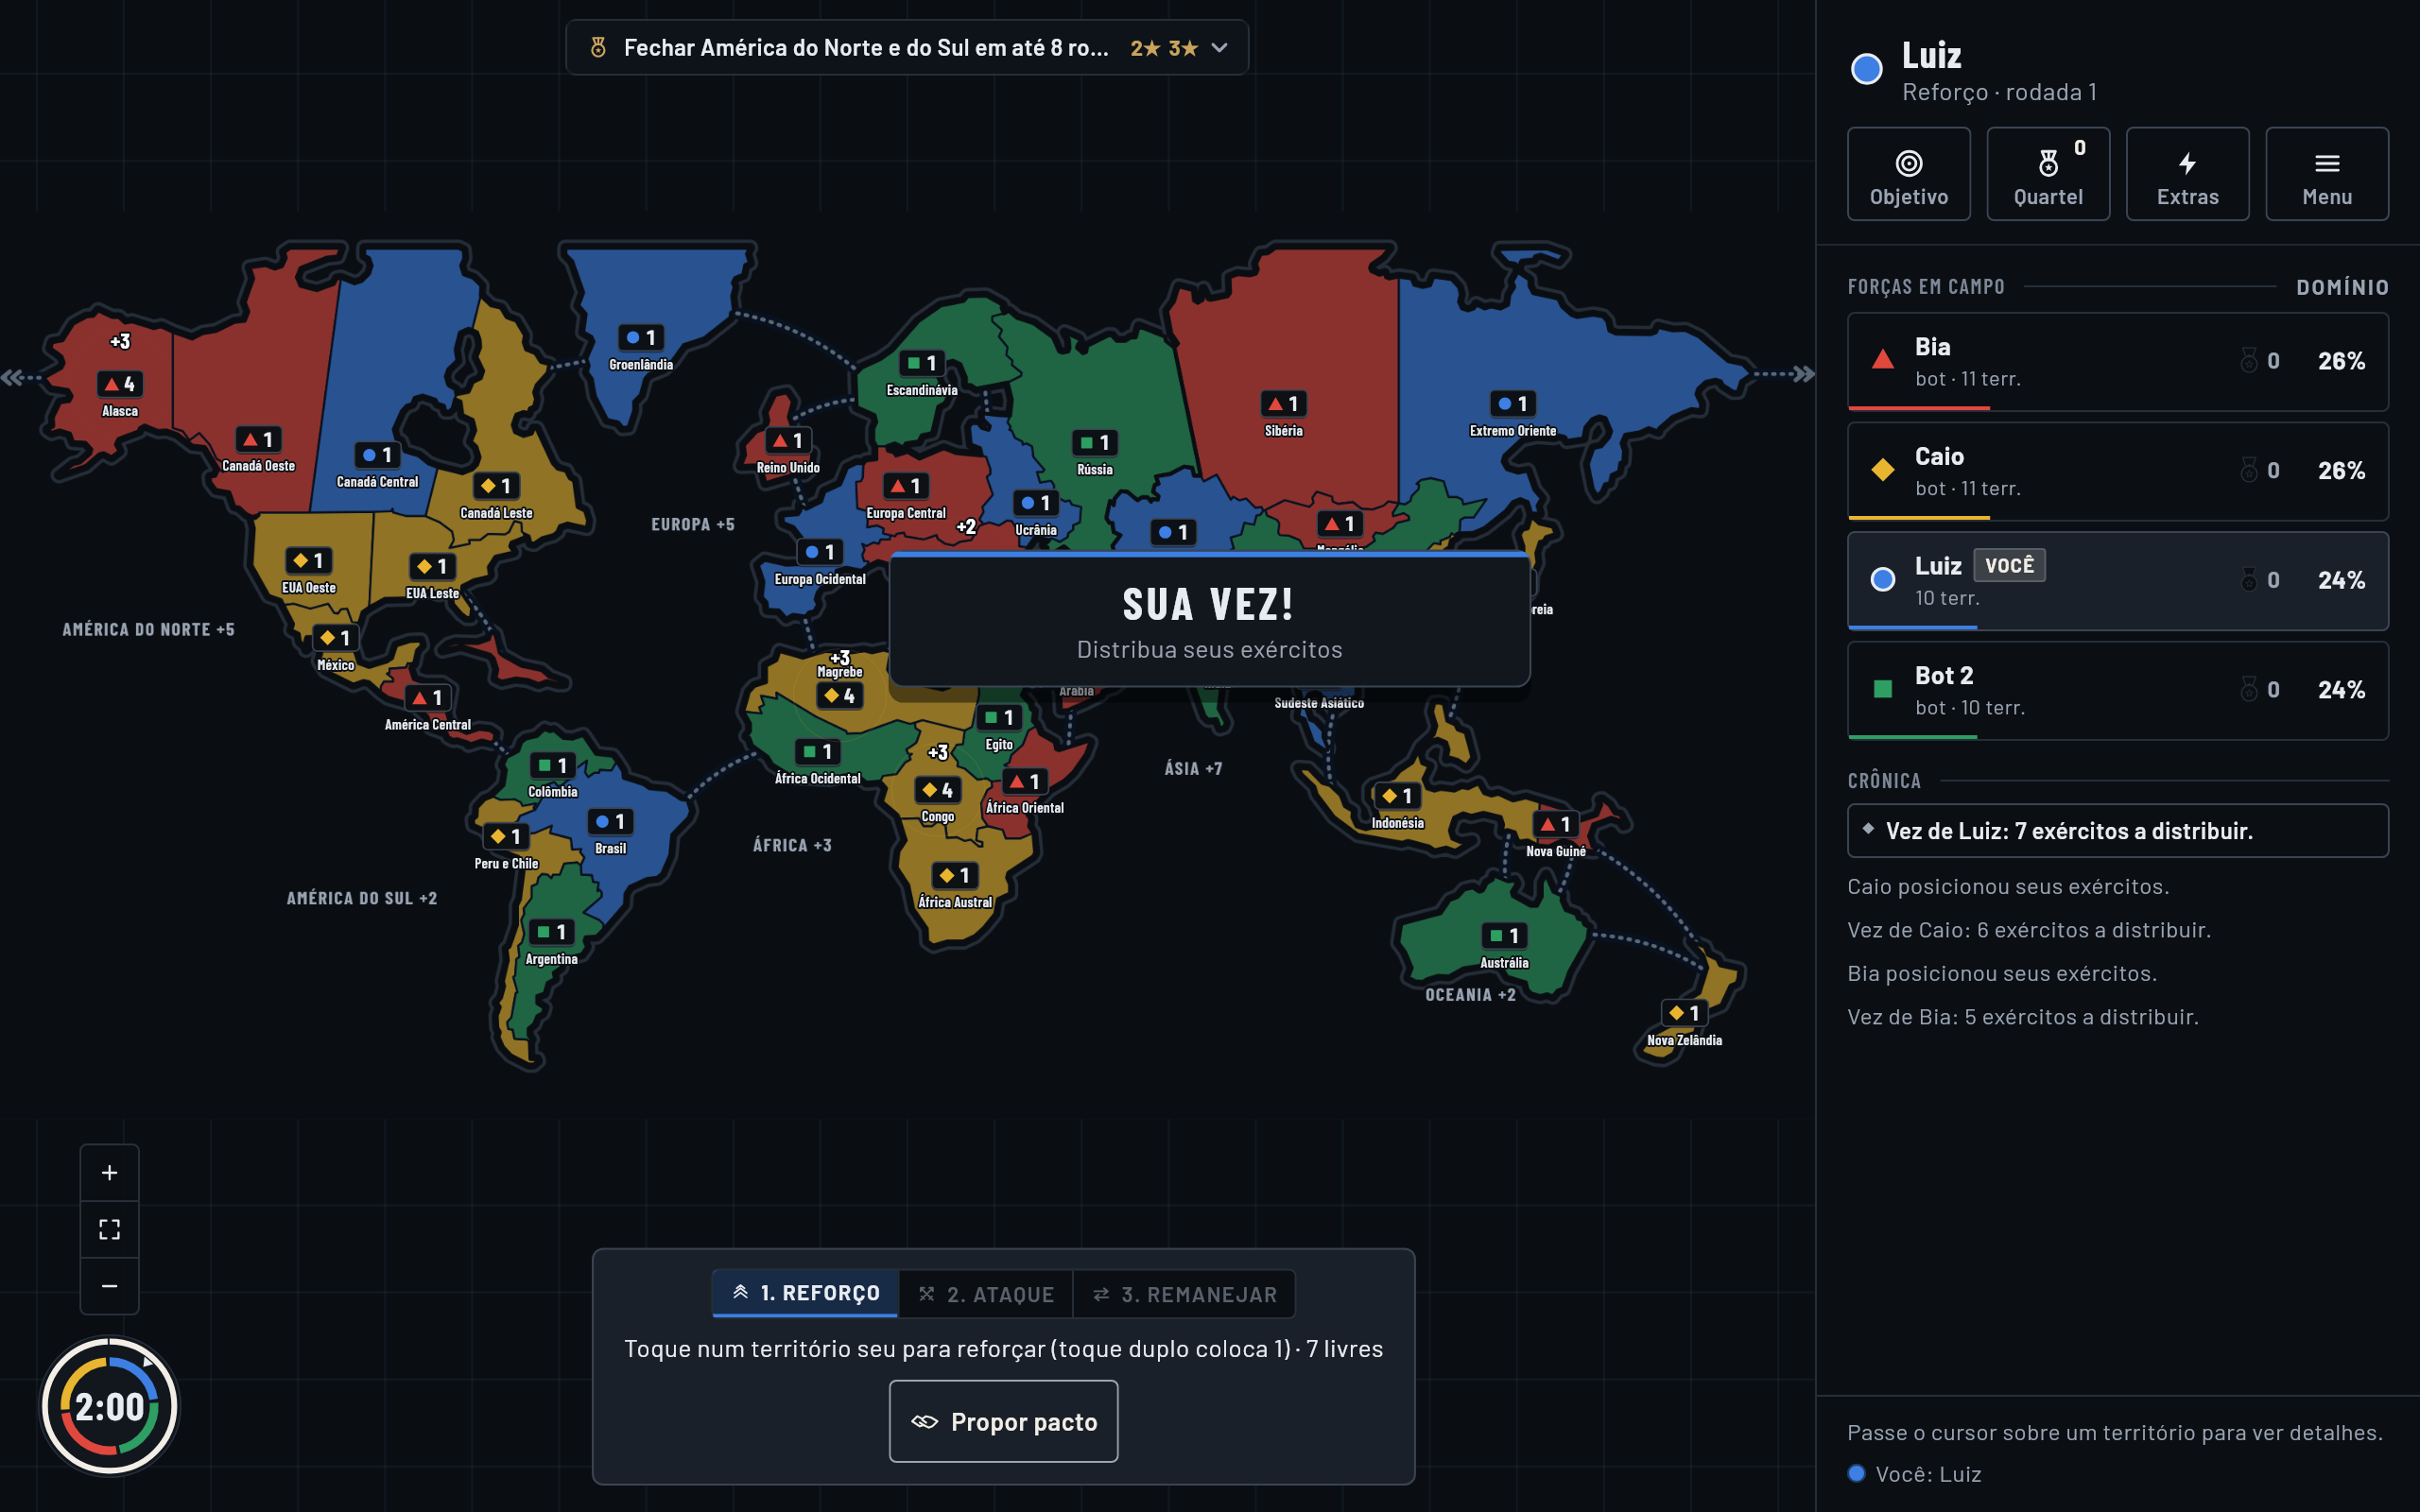 Fechar América do Norte e do Sul em até 8 ro... 2★ 3★
Luiz
Reforço · rodada 1
Objetivo
0
Quartel
Extras
Menu
FORÇAS EM CAMPO
DOMÍNIO
Bia
bot · 11 terr.
0
26%
Caio
bot · 11 terr.
0
26%
Luiz VOCÊ
10 terr.
0
24%
Bot 2
bot · 10 terr.
0
24%
CRÔNICA
Vez de Luiz: 7 exércitos a distribuir.
Caio posicionou seus exércitos.
Vez de Caio: 6 exércitos a distribuir.
Bia posicionou seus exércitos.
Vez de Bia: 5 exércitos a distribuir.
Passe o cursor sobre um território para ver detalhes.
Você: Luiz
+3
4
Alasca
1
Canadá Oeste
1
Canadá Central
1
Canadá Leste
1
Groenlândia
1
EUA Oeste
1
EUA Leste
1
México
1
América Central
AMÉRICA DO NORTE +5
1
Colômbia
1
Brasil
1
Peru e Chile
1
Argentina
AMÉRICA DO SUL +2
1
Escandinávia
1
Reino Unido
1
Europa Central
+2
1
Ucrânia
1
Rússia
1
Europa Ocidental
EUROPA +5
1
Sibéria
1
Extremo Oriente
1
1
SUA VEZ!
Distribua seus exércitos
+3
Magrebe
4
1
África Ocidental
1
Egito
+3
4
Congo
1
África Oriental
1
África Austral
ÁFRICA +3
Arábia
Sudeste Asiático
ÁSIA +7
1
Indonésia
1
Nova Guiné
1
Austrália
OCEANIA +2
1
Nova Zelândia
+
−
2:00
1. REFORÇO
2. ATAQUE
3. REMANEJAR
Toque num território seu para reforçar (toque duplo coloca 1) · 7 livres
Propor pacto